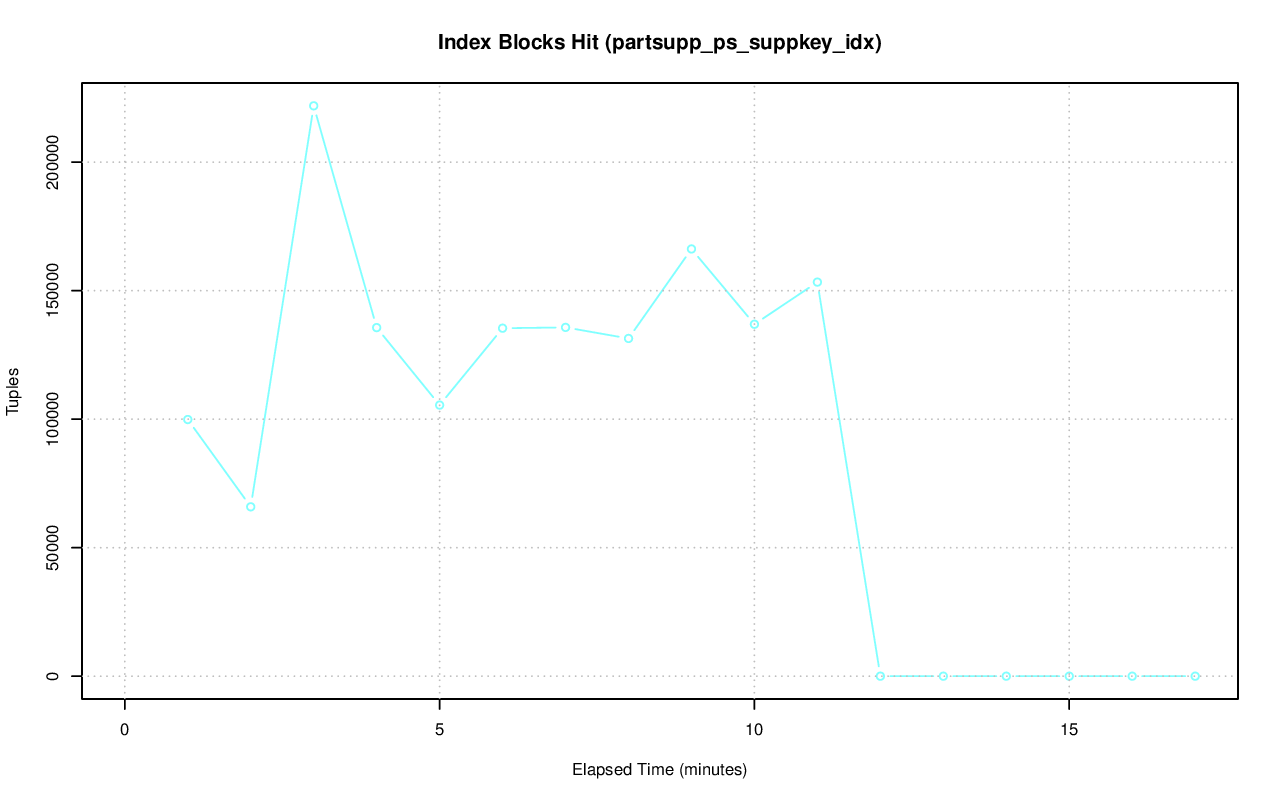 Index Blocks Hit (partsupp_ps_suppkey_idx)
Tuples
200000
150000
100000
50000
0
0 5 10 15
Elapsed Time (minutes)